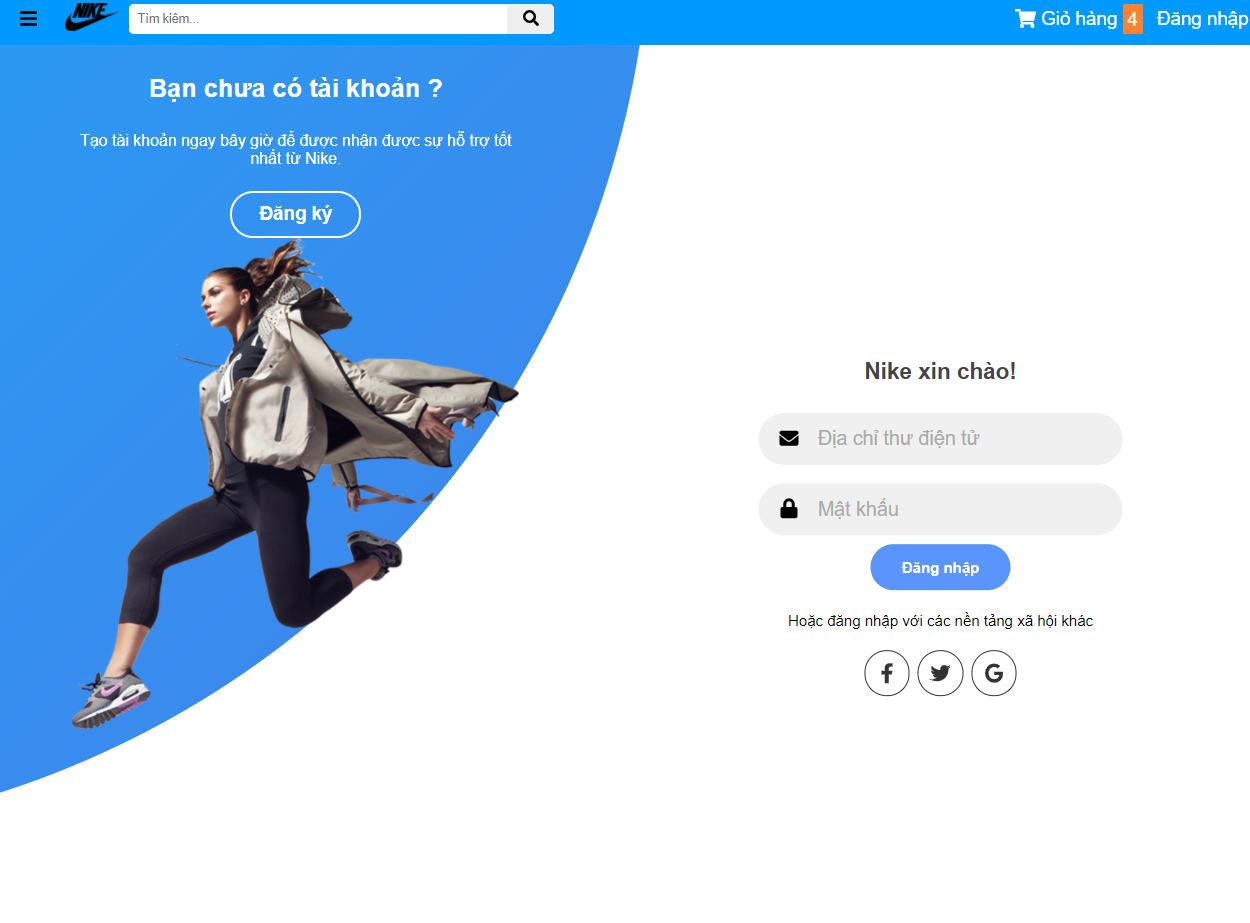 NIKE
Tìm kiêm...
Giỏ hàng 4 Đăng nhập
Bạn chưa có tài khoản ?
Tạo tài khoản ngay bây giờ để được nhận được sự hỗ trợ tốt
nhất từ Nike.
Đăng ký
Nike xin chào!
Địa chỉ thư điện tử
Mật khẩu
Đăng nhập
Hoặc đăng nhập với các nền tảng xã hội khác